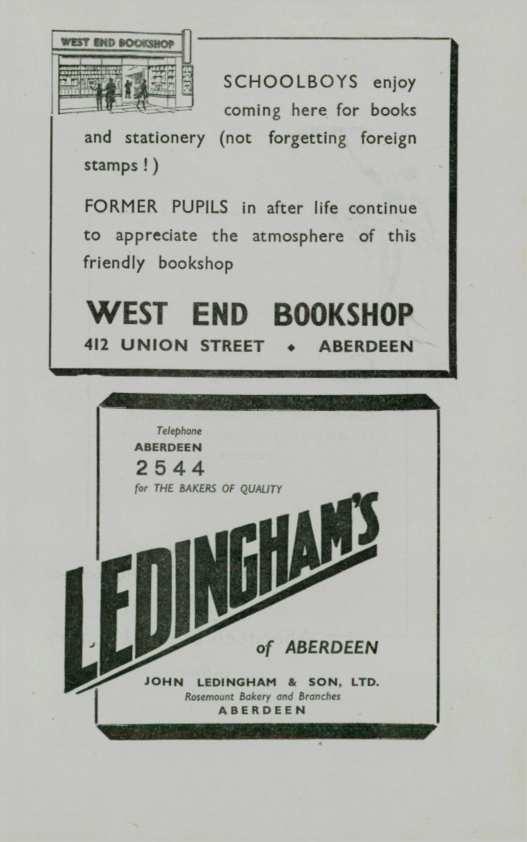 WEST END BOOKSHOP
SCHOOLBOYS enjoy
coming here for books
and stationery (not forgetting foreign
stamps ! )
FORMER PUPILS in after life continue
to appreciate the atmosphere of this
friendly bookshop
WEST END BOOKSHOP
412 UNION STREET • ABERDEEN
Telephone
ABERDEEN
2544
for THE BAKERS OF QUALITY
LEDINGHAM'S
of ABERDEEN
JOHN LEDINGHAM & SON, LTD.
Rosemount Bakery and Branches
ABERDEEN